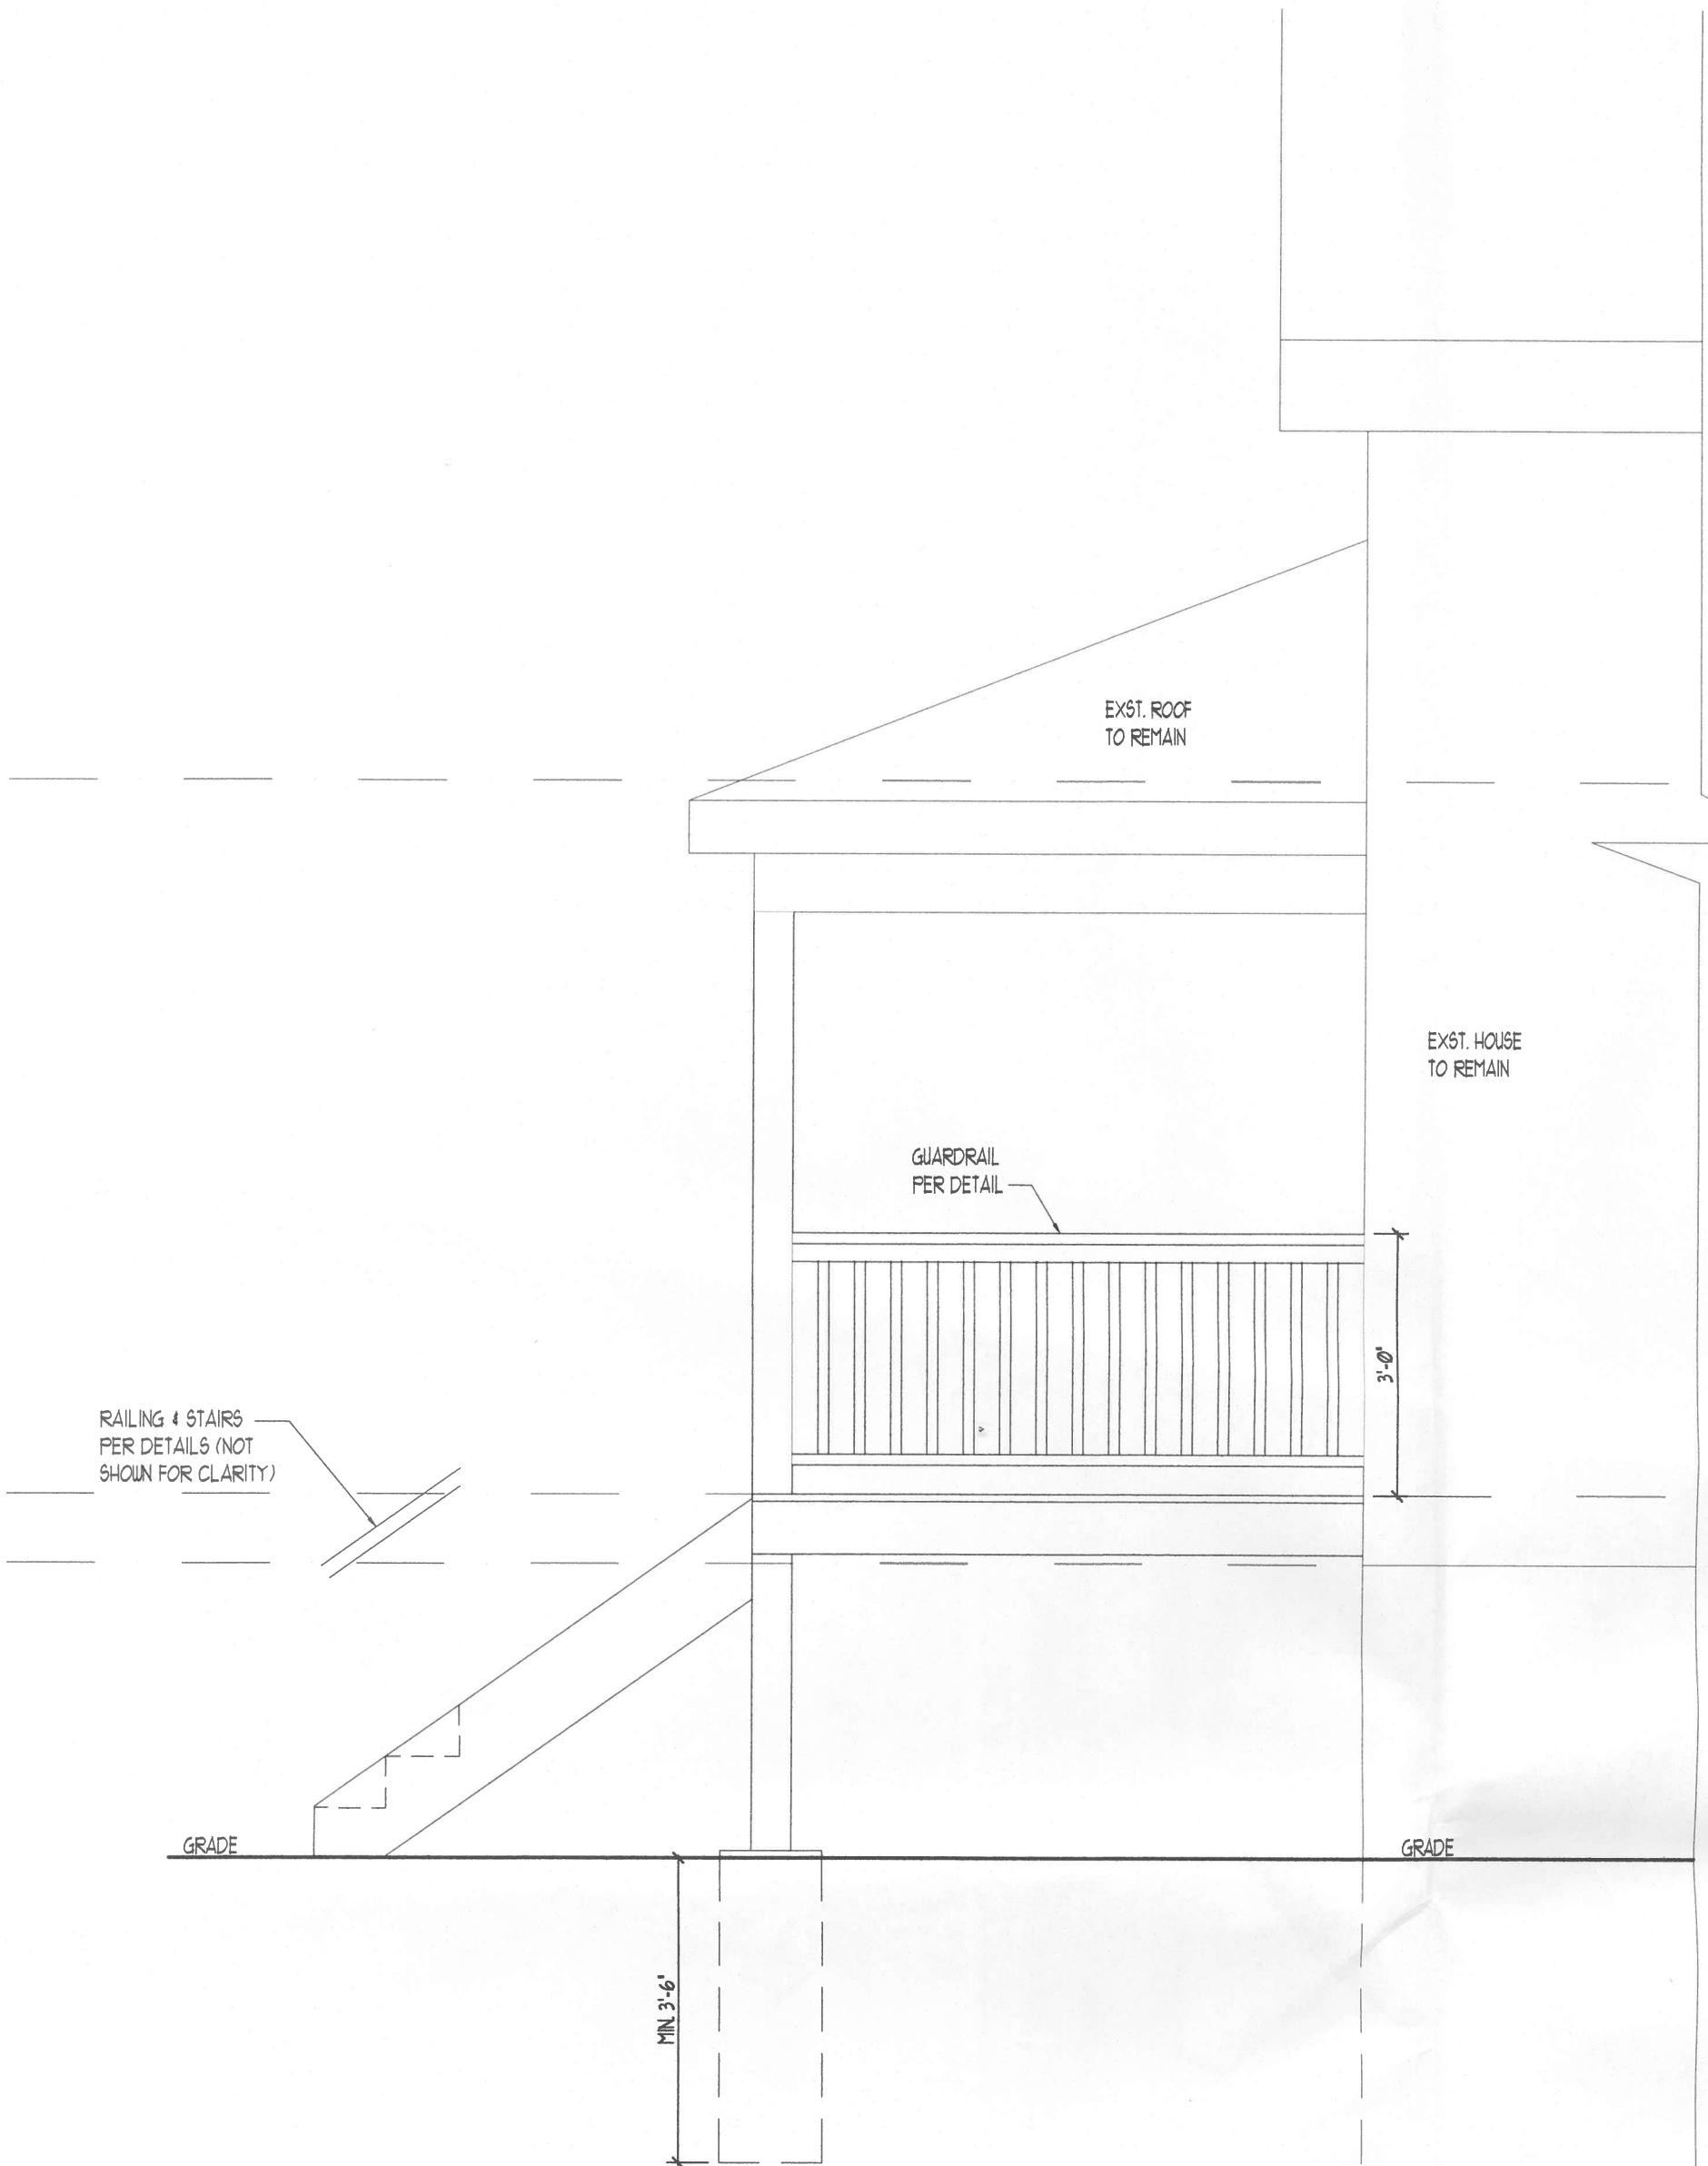 EXST. ROOF
TO REMAIN
EXST. HOUSE
TO REMAIN
GUARDRAIL
PER DETAIL
3'-0"
RAILING & STAIRS
PER DETAILS (NOT
SHOWN FOR CLARITY)
GRADE
GRADE
MIN. 3'-6"